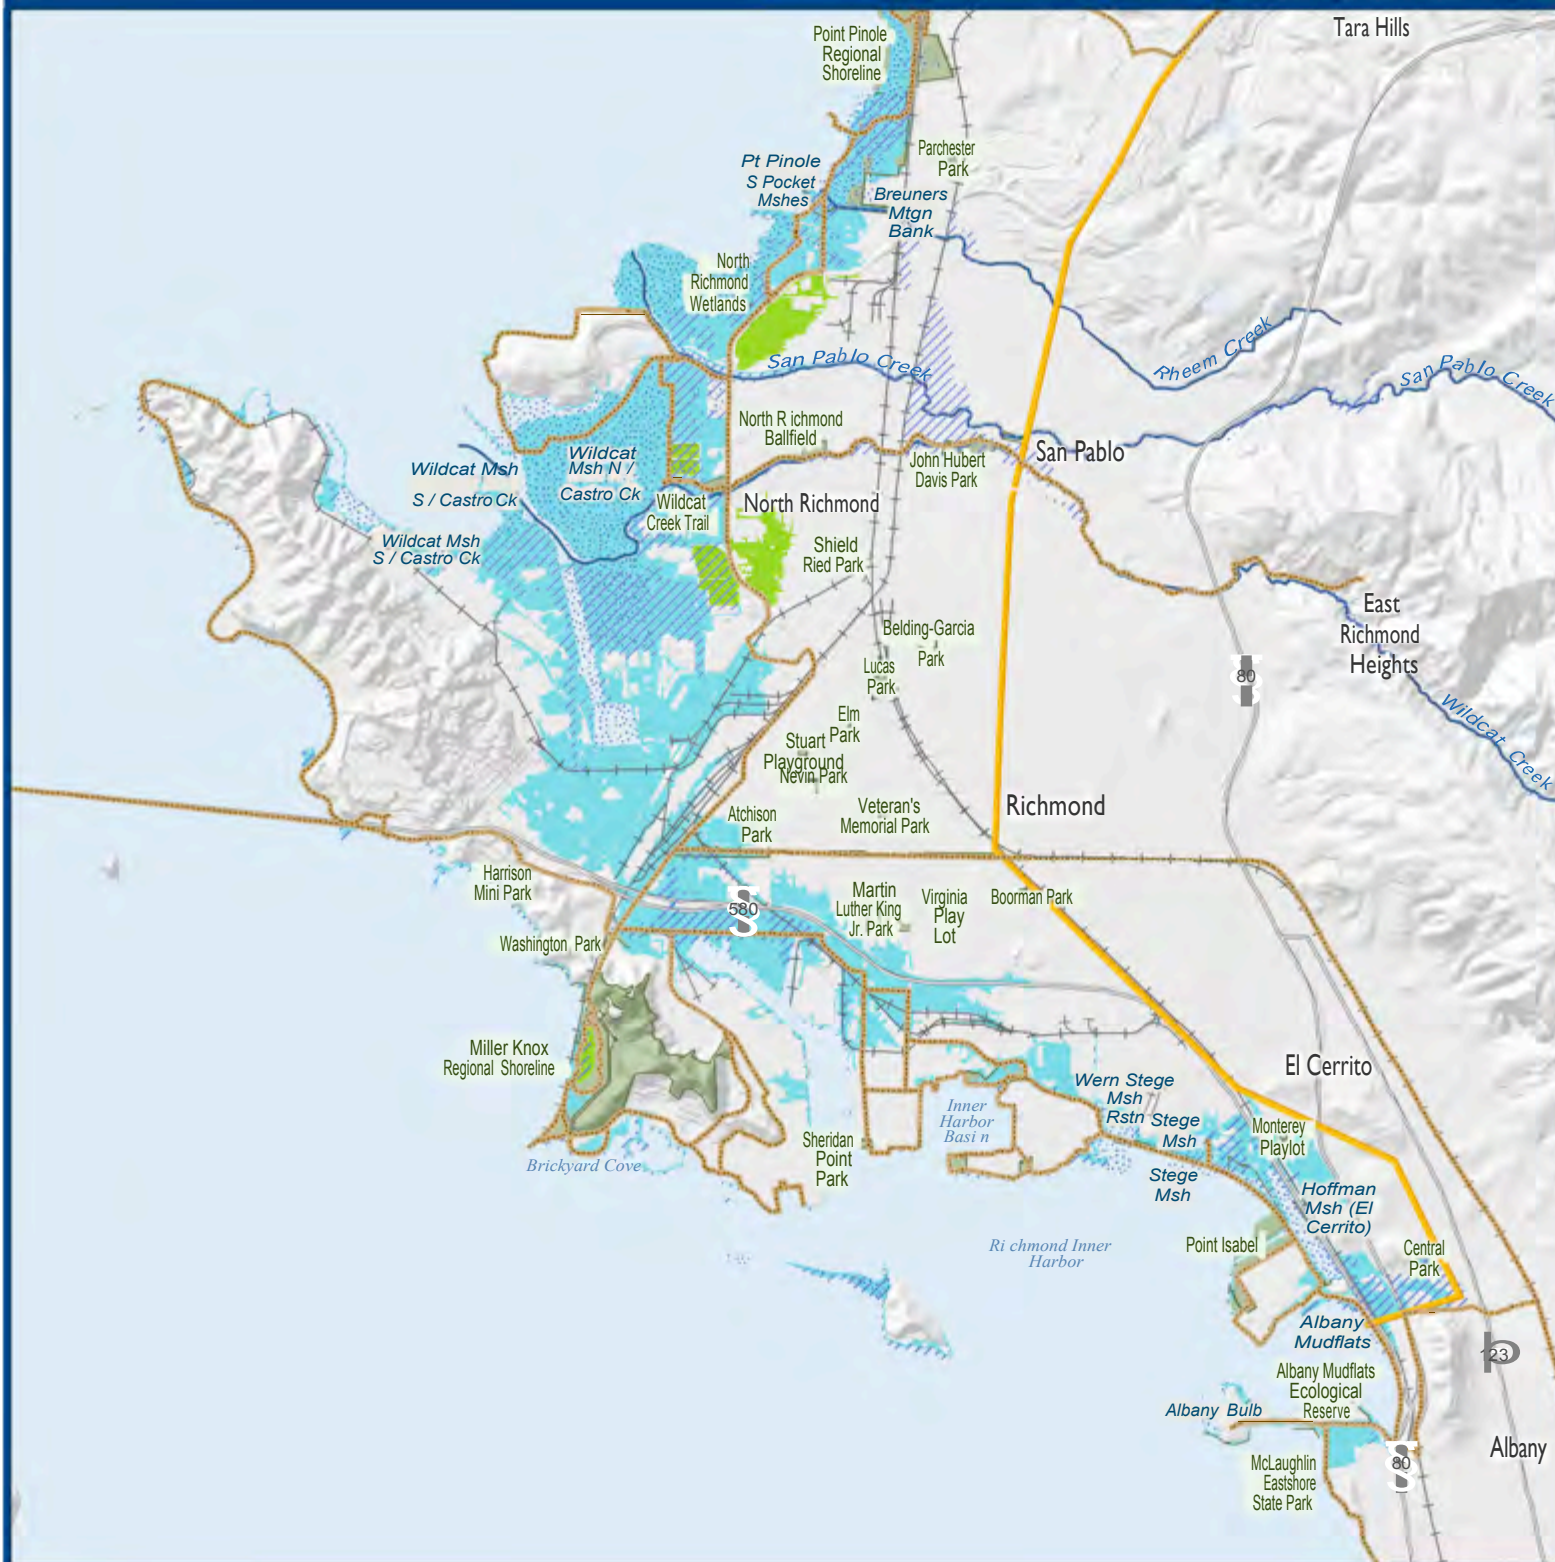 Tara Hills
Point Pinole
Regional
Shoreline
Parchester
Park
Pt Pinole
S Pocket
Mshes
Breuners
Mtgn
Bank
North
Richmond
Wetlands
San Pablo Creek
Rheem Creek
San Pablo Creek
North R ichmond
Ballfield
San Pablo
John Hubert
Davis Park
Wildcat Msh
S / Castro Ck
Wildcat
Msh N /
Castro Ck
Wildcat
Creek Trail
North Richmond
Wildcat Msh
S / Castro Ck
Shield
Ried Park
East
Richmond
Heights
Belding-Garcia
Park
Lucas
Park
80
Wildcat Creek
Elm
Park
Stuart
Playground
Nevin Park
Atchison
Park
Veteran's
Memorial Park
Richmond
Harrison
Mini Park
580
Martin
Luther King
Jr. Park
Virginia
Play
Lot
Boorman Park
Washington Park
Miller Knox
Regional Shoreline
El Cerrito
Wern Stege
Msh
Rstn Stege
Msh
Inner
Harbor
Basi n
Monterey
Playlot
Sheridan
Point
Park
Brickyard Cove
Stege
Msh
Hoffman
Msh (El
Cerrito)
Ri chmond Inner
Harbor
Point Isabel
Central
Park
Albany
Mudflats
123
Albany Mudflats
Ecological
Reserve
Albany Bulb
Albany
McLaughlin
Eastshore
State Park
80